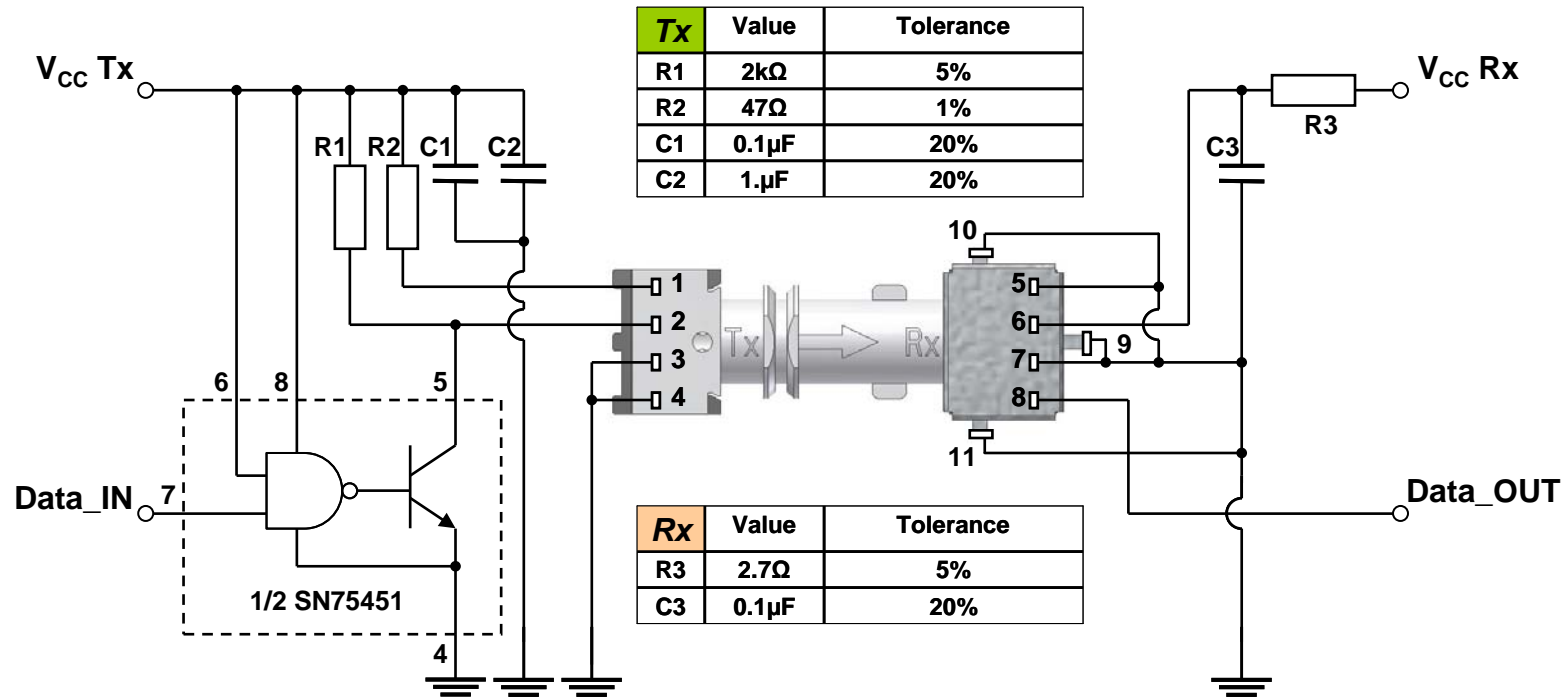 Tx Value Tolerance
R1 2kΩ 5%
R2 47Ω 1%
C1 0.1µF 20%
C2 1.µF 20%
VCC Tx
VCC Rx
R1 R2 C1 C2
R3
C3
10
1
2
3
4
Tx
Rx
5
6
7
8
9
11
6 8 5
Data_IN 7
1/2 SN75451
4
Data_OUT
Rx Value Tolerance
R3 2.7Ω 5%
C3 0.1µF 20%